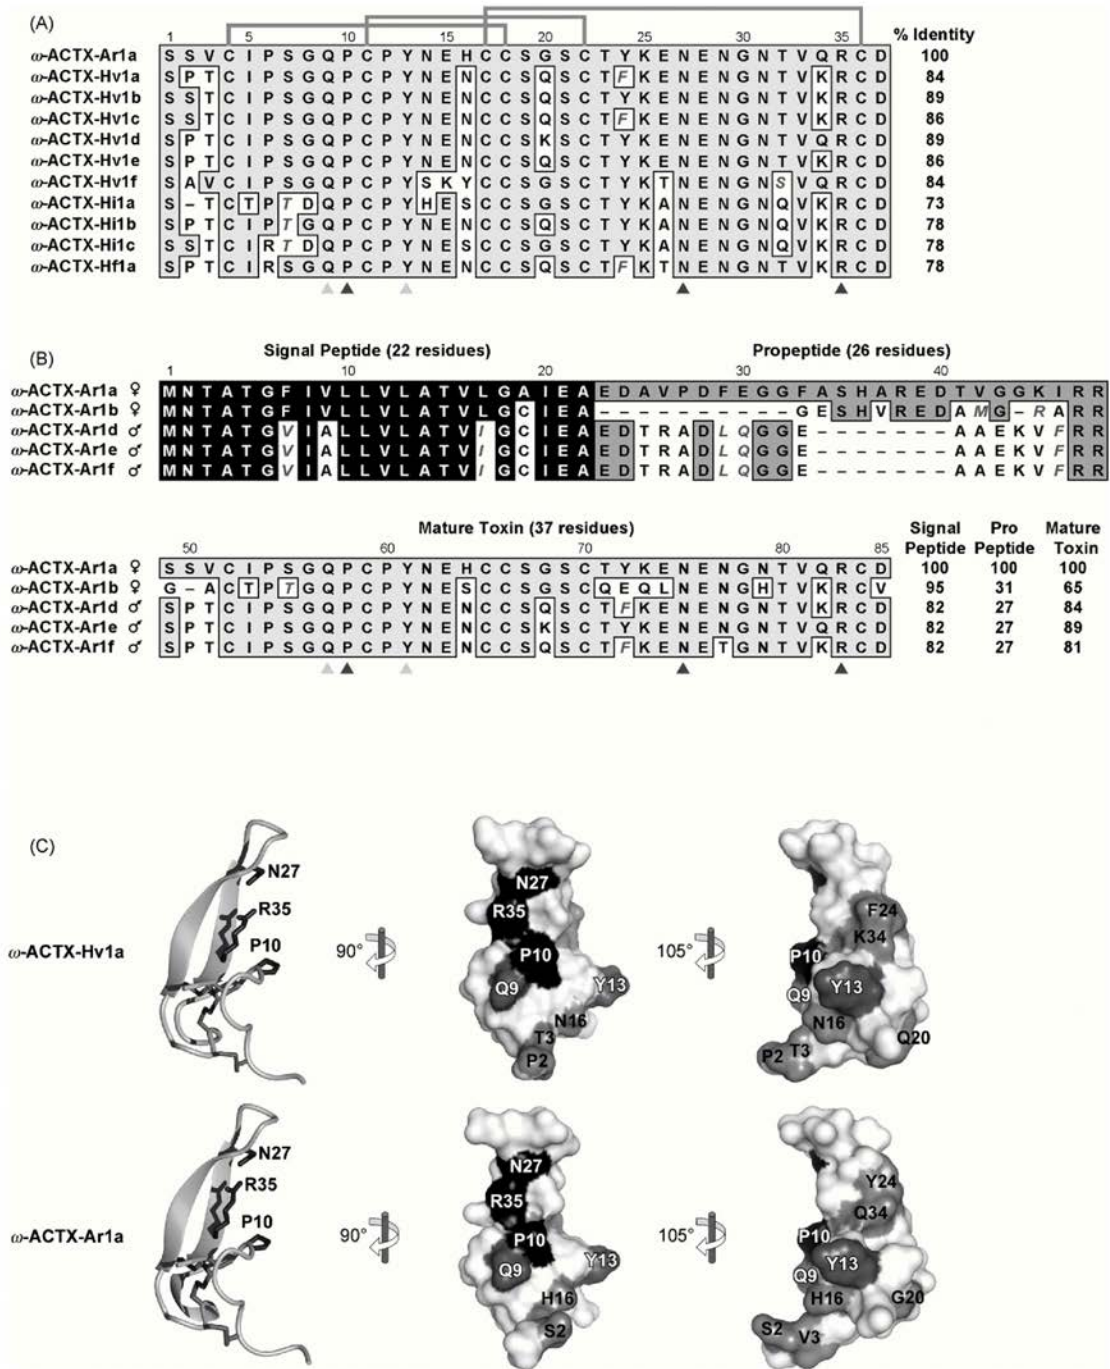 (A)
1 5 10 15 20 25 30 35 % Identity
ω-ACTX-Ar1a S S V C I P S G Q P C P Y N E H C C S G S C T Y K E N E N G N T V Q R C D 100
ω-ACTX-Hv1a S P T C I P S G Q P C P Y N E N C C S Q S C T F K E N E N G N T V K R C D 84
ω-ACTX-Hv1b S S T C I P S G Q P C P Y N E N C C S Q S C T Y K E N E N G N T V K R C D 89
ω-ACTX-Hv1c S S T C I P S G Q P C P Y N E N C C S Q S C T F K E N E N G N T V K R C D 86
ω-ACTX-Hv1d S P T C I P S G Q P C P Y N E N C C S K S C T Y K E N E N G N T V Q R C D 89
ω-ACTX-Hv1e S P T C I P S G Q P C P Y N E N C C S Q S C T Y K E N E N G N T V K R C D 86
ω-ACTX-Hv1f S A V C I P S G Q P C P Y S K Y C C S G S C T Y K T N E N G N S V Q R C D 84
ω-ACTX-Hi1a S – T C T P T D Q P C P Y H E S C C S G S C T Y K A N E N G N Q V K R C D 73
ω-ACTX-Hi1b S P T C I P T G Q P C P Y N E N C C S Q S C T Y K A N E N G N Q V K R C D 78
ω-ACTX-Hi1c S S T C I R T D Q P C P Y N E S C C S G S C T Y K A N E N G N Q V K R C D 78
ω-ACTX-Hf1a S P T C I R S G Q P C P Y N E N C C S Q S C T F K T N E N G N T V K R C D 78
(B)
Signal Peptide (22 residues) Propeptide (26 residues)
1 10 20 30 40
ω-ACTX-Ar1a ♀ M N T A T G F I V L L V L A T V L G A I E A E D A V P D F E G G F A S H A R E D T V G G K I R R
ω-ACTX-Ar1b ♀ M N T A T G F I V L L V L A T V L G C I E A – – – – – – – – – – G E S H V R E D A M G – R A R R
ω-ACTX-Ar1d ♂ M N T A T G V I A L L V L A T V I G C I E A E D T R A D L Q G G E – – – – – – A A E K V F R R
ω-ACTX-Ar1e ♂ M N T A T G V I A L L V L A T V I G C I E A E D T R A D L Q G G E – – – – – – A A E K V F R R
ω-ACTX-Ar1f ♂ M N T A T G V I A L L V L A T V I G C I E A E D T R A D L Q G G E – – – – – – A A E K V F R R
Mature Toxin (37 residues) Signal Pro Mature
50 60 70 80 85 Peptide Peptide Toxin
ω-ACTX-Ar1a ♀ S S V C I P S G Q P C P Y N E H C C S G S C T Y K E N E N G N T V Q R C D 100 100 100
ω-ACTX-Ar1b ♀ G – A C T P T G Q P C P Y N E S C C S G S C Q E Q L N E N G H T V K R C V 95 31 65
ω-ACTX-Ar1d ♂ S P T C I P S G Q P C P Y N E N C C S Q S C T F K E N E N G N T V K R C D 82 27 84
ω-ACTX-Ar1e ♂ S P T C I P S G Q P C P Y N E N C C S K S C T Y K E N E N G N T V Q R C D 82 27 89
ω-ACTX-Ar1f ♂ S P T C I P S G Q P C P Y N E N C C S Q S C T F K E N E T G N T V K R C D 82 27 81
(C)
ω-ACTX-Hv1a
N27
R35
P10
90°
N27
R35
P10
Q9
Y13
N16
T3
P2
105°
F24
K34
P10
Q9
Y13
N16
P2
T3
Q20
ω-ACTX-Ar1a
N27
R35
P10
90°
N27
R35
P10
Q9
Y13
H16
S2
105°
Y24
Q34
P10
Y13
Q9
H16
G20
S2
V3